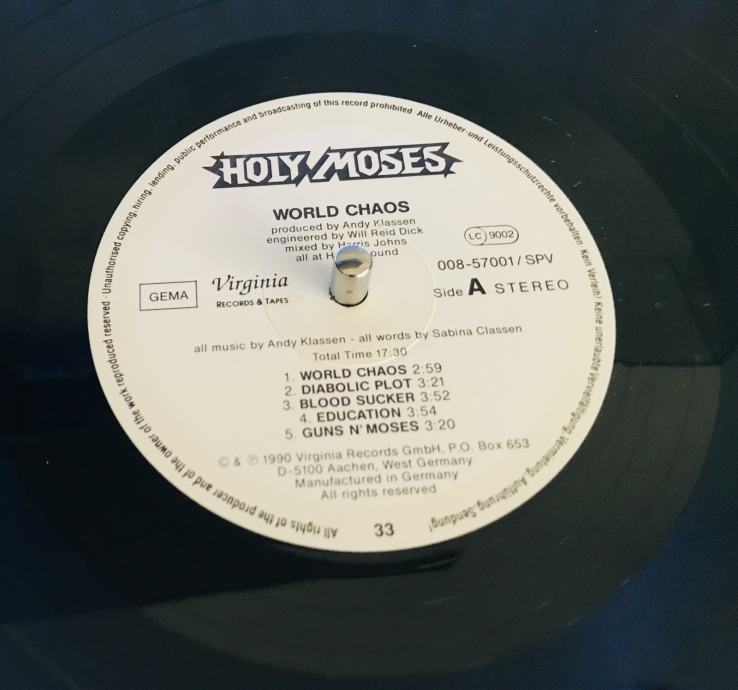 HOLY MOSES
WORLD CHAOS
produced by Andy Klassen
engineered by Will Reid Dick
mixed by Harris Johns
all at
LC 9002
008-57001/ SPV
Side A STEREO
GEMA
Virginia
RECORDS & TAPES
all music by Andy Klassen - all words by Sabina Classen
Total Time 17:30
1. WORLD CHAOS 2:59
2. DIABOLIC PLOT 3:21
3. BLOOD SUCKER 3:52
4. EDUCATION 3:54
5. GUNS N' MOSES 3:20
© & ℗ 1990 Virginia Records GmbH, P.O. Box 653
D-5100 Aachen, West Germany
Manufactured in Germany
All rights reserved
33
All rights of the producer and of the owner of the work reproduced reserved · Unauthorised copying, hiring, lending, public performance and broadcasting of this record prohibited · Alle Urheber- und Leistungsschutzrechte vorbehalten. Kein Verleih! Keine unerlaubte Vervielfältigung, Vermietung, Aufführung, Sendung!